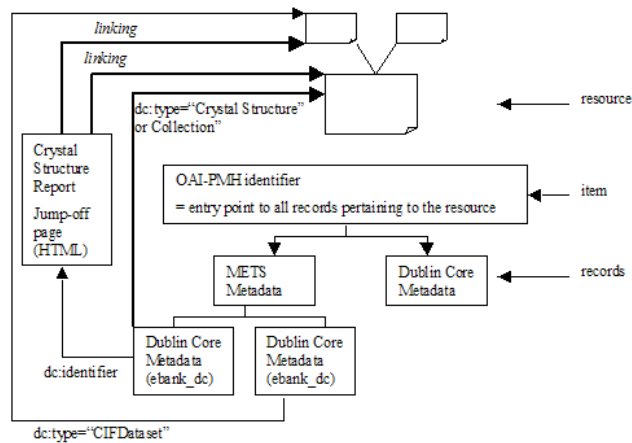 linking
linking
dc:type=“Crystal Structure”
or Collection”
resource
Crystal
Structure
Report
Jump-off
page
(HTML)
OAI-PMH identifier
= entry point to all records pertaining to the resource
item
METS
Metadata
Dublin Core
Metadata
records
Dublin Core
Metadata
(ebank_dc)
Dublin Core
Metadata
(ebank_dc)
dc:identifier
dc:type=“CIFDataset”